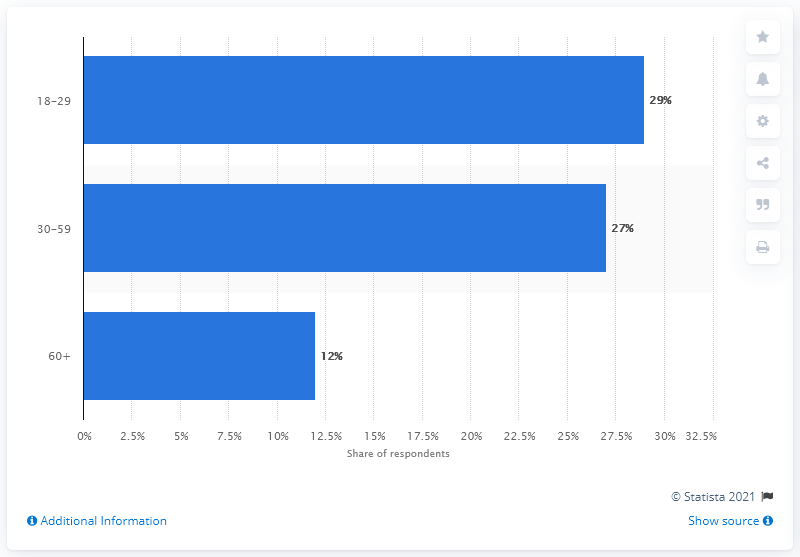 18–29
29%
30–59
27%
60+
12%
0% 2.5% 5% 7.5% 10% 12.5% 15% 17.5% 20% 22.5% 25% 27.5% 30% 32.5%
Share of respondents
© Statista 2021
Additional Information
Show source